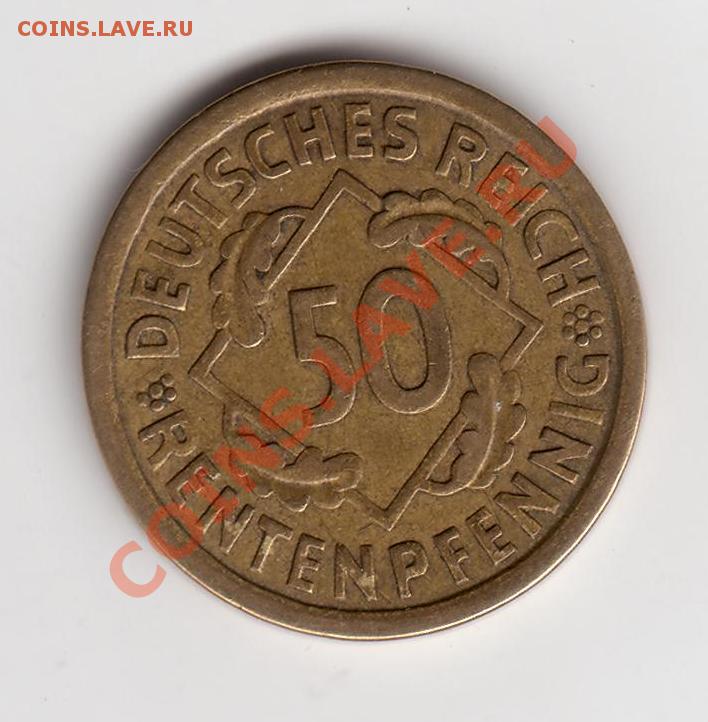 COINS.LAVE.RU
DEUTSCHES REICH
50
RENTENPFENNIG
COINS.LAVE.RU